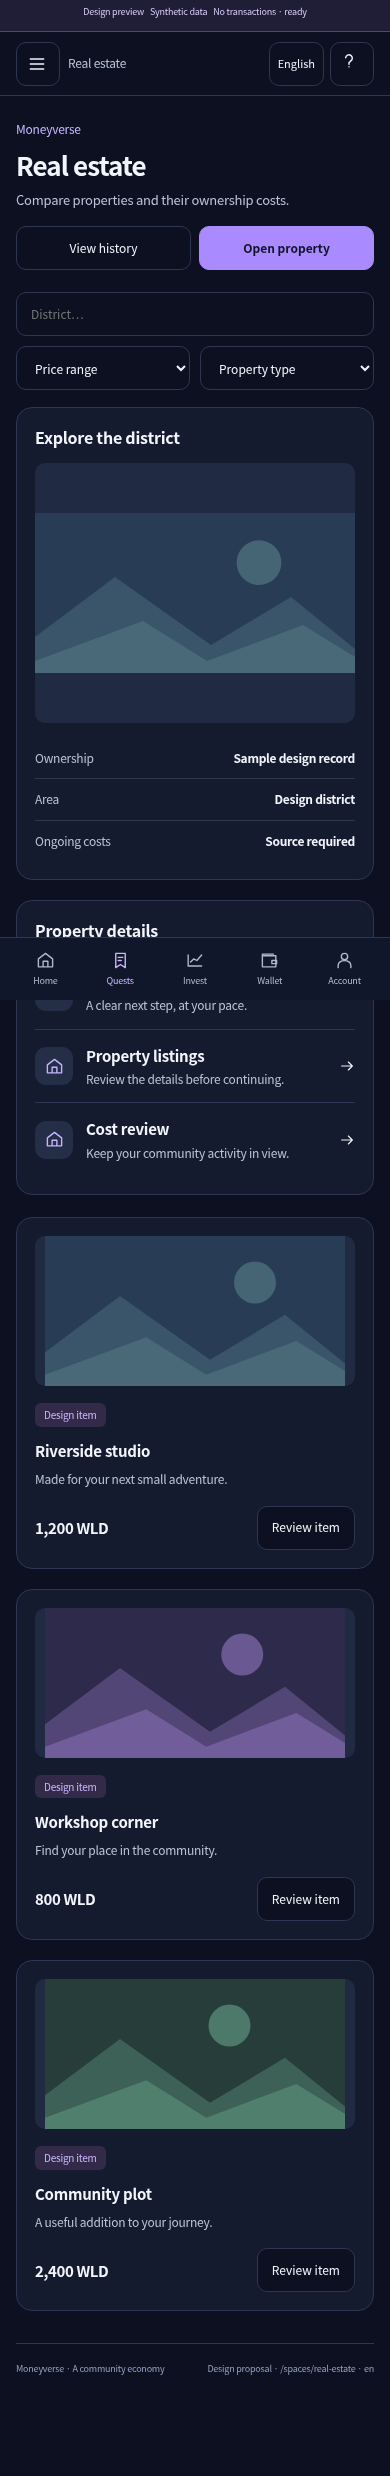 Design preview Synthetic data No transactions · ready
Real estate
English
?
Moneyverse
Real estate
Compare properties and their ownership costs.
View history
Open property
District…
Price range
Property type
Explore the district
Ownership
Sample design record
Area
Design district
Ongoing costs
Source required
Property details
Home
Quests
Invest
Wallet
Account
A clear next step, at your pace.
Property listings
Review the details before continuing.
Cost review
Keep your community activity in view.
Design item
Riverside studio
Made for your next small adventure.
1,200 WLD
Review item
Design item
Workshop corner
Find your place in the community.
800 WLD
Review item
Design item
Community plot
A useful addition to your journey.
2,400 WLD
Review item
Moneyverse · A community economy
Design proposal · /spaces/real-estate · en